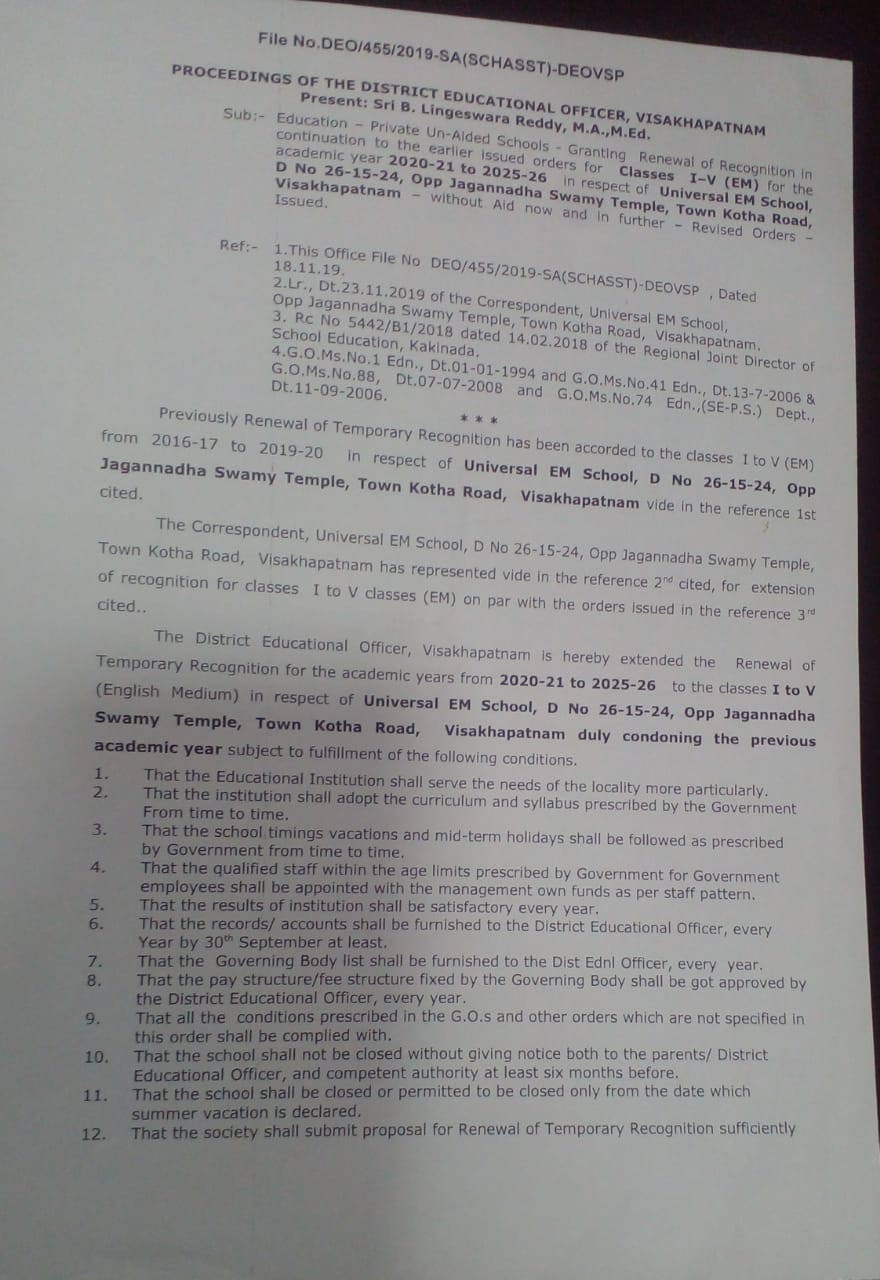 File No.DEO/455/2019-SA(SCHASST)-DEOVSP
PROCEEDINGS OF THE DISTRICT EDUCATIONAL OFFICER, VISAKHAPATNAM
Present: Sri B. Lingeswara Reddy, M.A.,M.Ed.
Sub:- Education – Private Un-Aided Schools - Granting Renewal of Recognition in
continuation to the earlier issued orders for Classes I–V (EM) for the
academic year 2020-21 to 2025-26 in respect of Universal EM School,
D No 26-15-24, Opp Jagannadha Swamy Temple, Town Kotha Road,
Visakhapatnam – without Aid now and in further – Revised Orders –
Issued.
Ref:- 1.This Office File No DEO/455/2019-SA(SCHASST)-DEOVSP , Dated
18.11.19.
2.Lr., Dt.23.11.2019 of the Correspondent, Universal EM School,
Opp Jagannadha Swamy Temple, Town Kotha Road, Visakhapatnam.
3. Rc No 5442/B1/2018 dated 14.02.2018 of the Regional Joint Director of
School Education, Kakinada.
4.G.O.Ms.No.1 Edn., Dt.01-01-1994 and G.O.Ms.No.41 Edn., Dt.13-7-2006 &
G.O.Ms.No.88, Dt.07-07-2008 and G.O.Ms.No.74 Edn.,(SE-P.S.) Dept.,
Dt.11-09-2006.
* * *
Previously Renewal of Temporary Recognition has been accorded to the classes I to V (EM)
from 2016-17 to 2019-20 in respect of Universal EM School, D No 26-15-24, Opp
Jagannadha Swamy Temple, Town Kotha Road, Visakhapatnam vide in the reference 1st
cited.
The Correspondent, Universal EM School, D No 26-15-24, Opp Jagannadha Swamy Temple,
Town Kotha Road, Visakhapatnam has represented vide in the reference 2nd cited, for extension
of recognition for classes I to V classes (EM) on par with the orders issued in the reference 3rd
cited..
The District Educational Officer, Visakhapatnam is hereby extended the Renewal of
Temporary Recognition for the academic years from 2020-21 to 2025-26 to the classes I to V
(English Medium) in respect of Universal EM School, D No 26-15-24, Opp Jagannadha
Swamy Temple, Town Kotha Road, Visakhapatnam duly condoning the previous
academic year subject to fulfillment of the following conditions.
1. That the Educational Institution shall serve the needs of the locality more particularly.
2. That the institution shall adopt the curriculum and syllabus prescribed by the Government
From time to time.
3. That the school timings vacations and mid-term holidays shall be followed as prescribed
by Government from time to time.
4. That the qualified staff within the age limits prescribed by Government for Government
employees shall be appointed with the management own funds as per staff pattern.
5. That the results of institution shall be satisfactory every year.
6. That the records/ accounts shall be furnished to the District Educational Officer, every
Year by 30th September at least.
7. That the Governing Body list shall be furnished to the Dist Ednl Officer, every year.
8. That the pay structure/fee structure fixed by the Governing Body shall be got approved by
the District Educational Officer, every year.
9. That all the conditions prescribed in the G.O.s and other orders which are not specified in
this order shall be complied with.
10. That the school shall not be closed without giving notice both to the parents/ District
Educational Officer, and competent authority at least six months before.
11. That the school shall be closed or permitted to be closed only from the date which
summer vacation is declared.
12. That the society shall submit proposal for Renewal of Temporary Recognition sufficiently